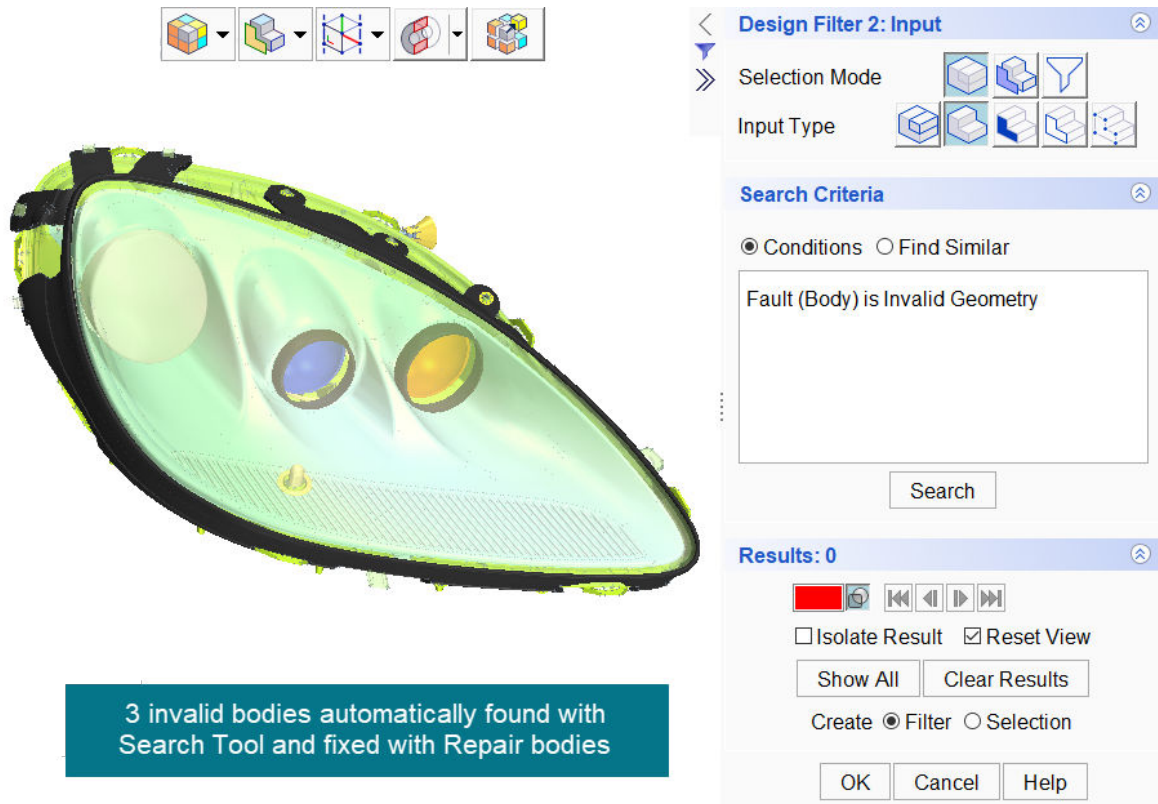 Design Filter 2: Input
Selection Mode
Input Type
Search Criteria
Conditions
Find Similar
Fault (Body) is Invalid Geometry
Search
Results: 0
Isolate Result
Reset View
Show All
Clear Results
Create
Filter
Selection
OK
Cancel
Help
3 invalid bodies automatically found with
Search Tool and fixed with Repair bodies